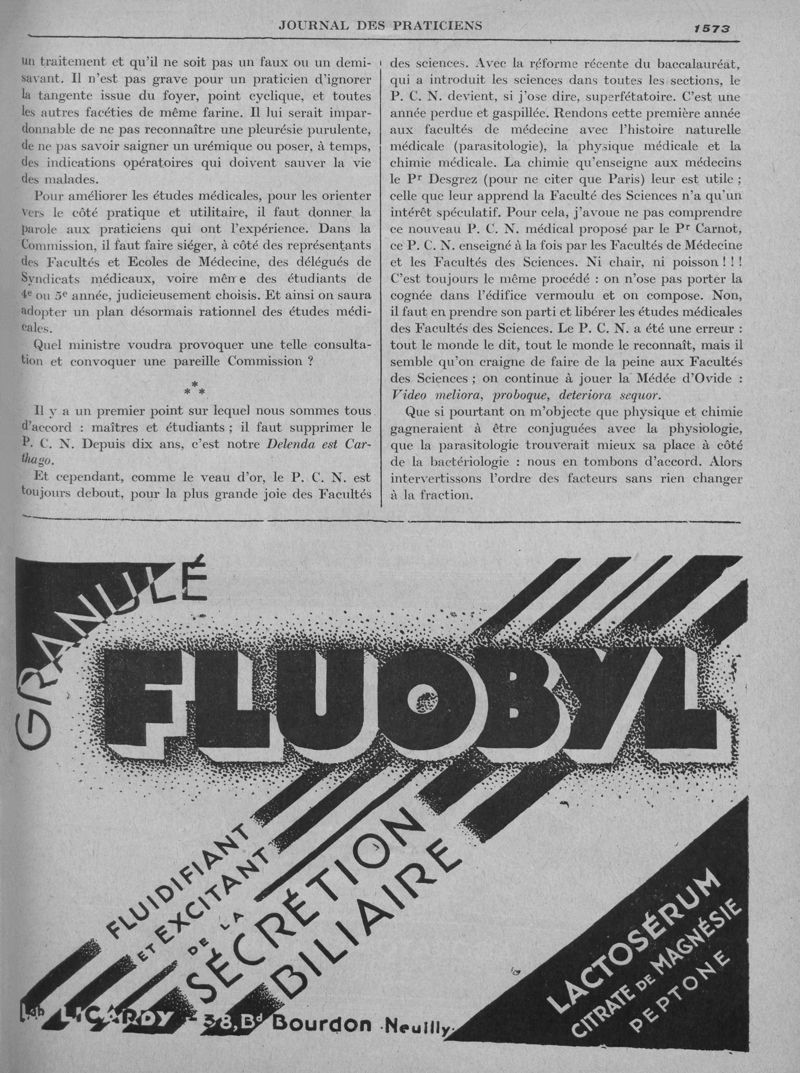 JOURNAL DES PRATICIENS
1573
un traitement et qu'il ne soit pas un faux ou un demi-
savant. Il n'est pas grave pour un praticien d'ignorer
la tangente issue du foyer, point cyclique, et toutes
les autres facéties de même farine. Il lui serait impar-
donnable de ne pas reconnaître une pleurésie purulente,
de ne pas savoir saigner un urémique ou poser, à temps,
des indications opératoires qui doivent sauver la vie
des malades.
Pour améliorer les études médicales, pour les orienter
vers le côté pratique et utilitaire, il faut donner la
parole aux praticiens qui ont l'expérience. Dans la
Commission, il faut faire siéger, à côté des représentants
des Facultés et Ecoles de Médecine, des délégués de
Syndicats médicaux, voire même des étudiants de
4e ou 5e année, judicieusement choisis. Et ainsi on saura
adopter un plan désormais rationnel des études médi-
cales.
Quel ministre voudra provoquer une telle consulta-
tion et convoquer une pareille Commission ?
*
* *
Il y a un premier point sur lequel nous sommes tous
d'accord : maîtres et étudiants ; il faut supprimer le
P. C. N. Depuis dix ans, c'est notre Delenda est Car-
thago.
Et cependant, comme le veau d'or, le P. C. N. est
toujours debout, pour la plus grande joie des Facultés
des sciences. Avec la réforme récente du baccalauréat,
qui a introduit les sciences dans toutes les sections, le
P. C. N. devient, si j'ose dire, superfétatoire. C'est une
année perdue et gaspillée. Rendons cette première année
aux facultés de médecine avec l'histoire naturelle
médicale (parasitologie), la physique médicale et la
chimie médicale. La chimie qu'enseigne aux médecins
le Pr Desgrez (pour ne citer que Paris) leur est utile ;
celle que leur apprend la Faculté des Sciences n'a qu'un
intérêt spéculatif. Pour cela, j'avoue ne pas comprendre
ce nouveau P. C. N. médical proposé par le Pr Carnot,
ce P. C. N. enseigné à la fois par les Facultés de Médecine
et les Facultés des Sciences. Ni chair, ni poisson ! ! !
C'est toujours le même procédé : on n'ose pas porter la
cognée dans l'édifice vermoulu et on compose. Non,
il faut en prendre son parti et libérer les études médicales
des Facultés des Sciences. Le P. C. N. a été une erreur :
tout le monde le dit, tout le monde le reconnaît, mais il
semble qu'on craigne de faire de la peine aux Facultés
des Sciences ; on continue à jouer la Médée d'Ovide :
Video meliora, proboque, deteriora sequor.
Que si pourtant on m'objecte que physique et chimie
gagneraient à être conjuguées avec la physiologie,
que la parasitologie trouverait mieux sa place à côté
de la bactériologie : nous en tombons d'accord. Alors
intervertissons l'ordre des facteurs sans rien changer
à la fraction.
GRANULÉ
FLUOBYL
FLUIDIFIANT
ET EXCITANT
DE LA
SÉCRÉTION
BILIAIRE
LACTOSÉRUM
CITRATE DE MAGNÉSIE
PEPTONE
Lab LICARDY - 38, Bd Bourdon - Neuilly.